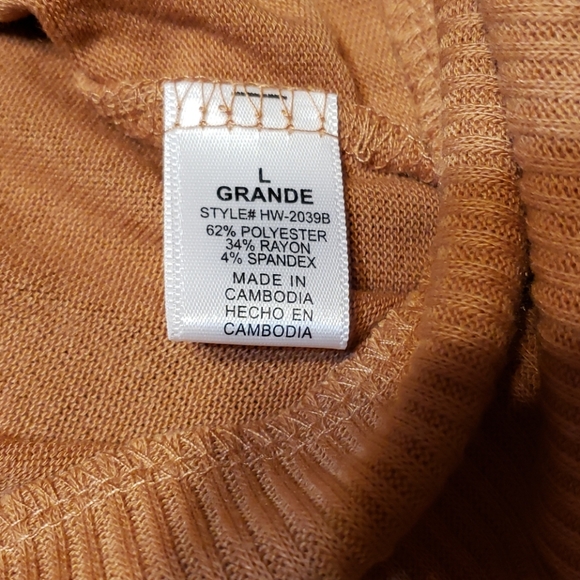 L
GRANDE
STYLE# HW-2039B
62% POLYESTER
34% RAYON
4% SPANDEX
MADE IN
CAMBODIA
HECHO EN
CAMBODIA